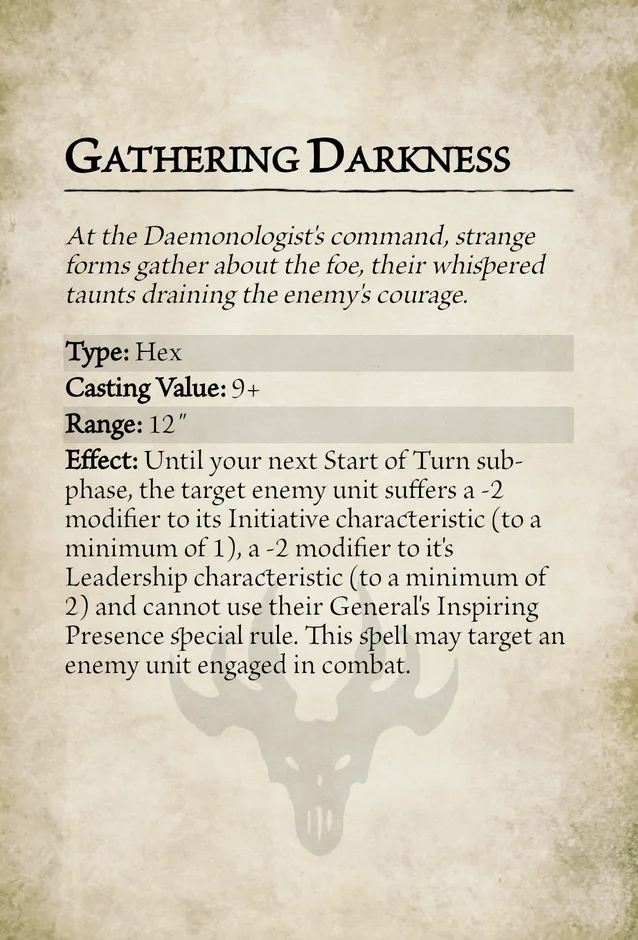 Gathering Darkness
At the Daemonologist's command, strange
forms gather about the foe, their whispered
taunts draining the enemy's courage.
Type: Hex
Casting Value: 9+
Range: 12"
Effect: Until your next Start of Turn sub-
phase, the target enemy unit suffers a -2
modifier to its Initiative characteristic (to a
minimum of 1), a -2 modifier to it's
Leadership characteristic (to a minimum of
2) and cannot use their General's Inspiring
Presence special rule. This spell may target an
enemy unit engaged in combat.